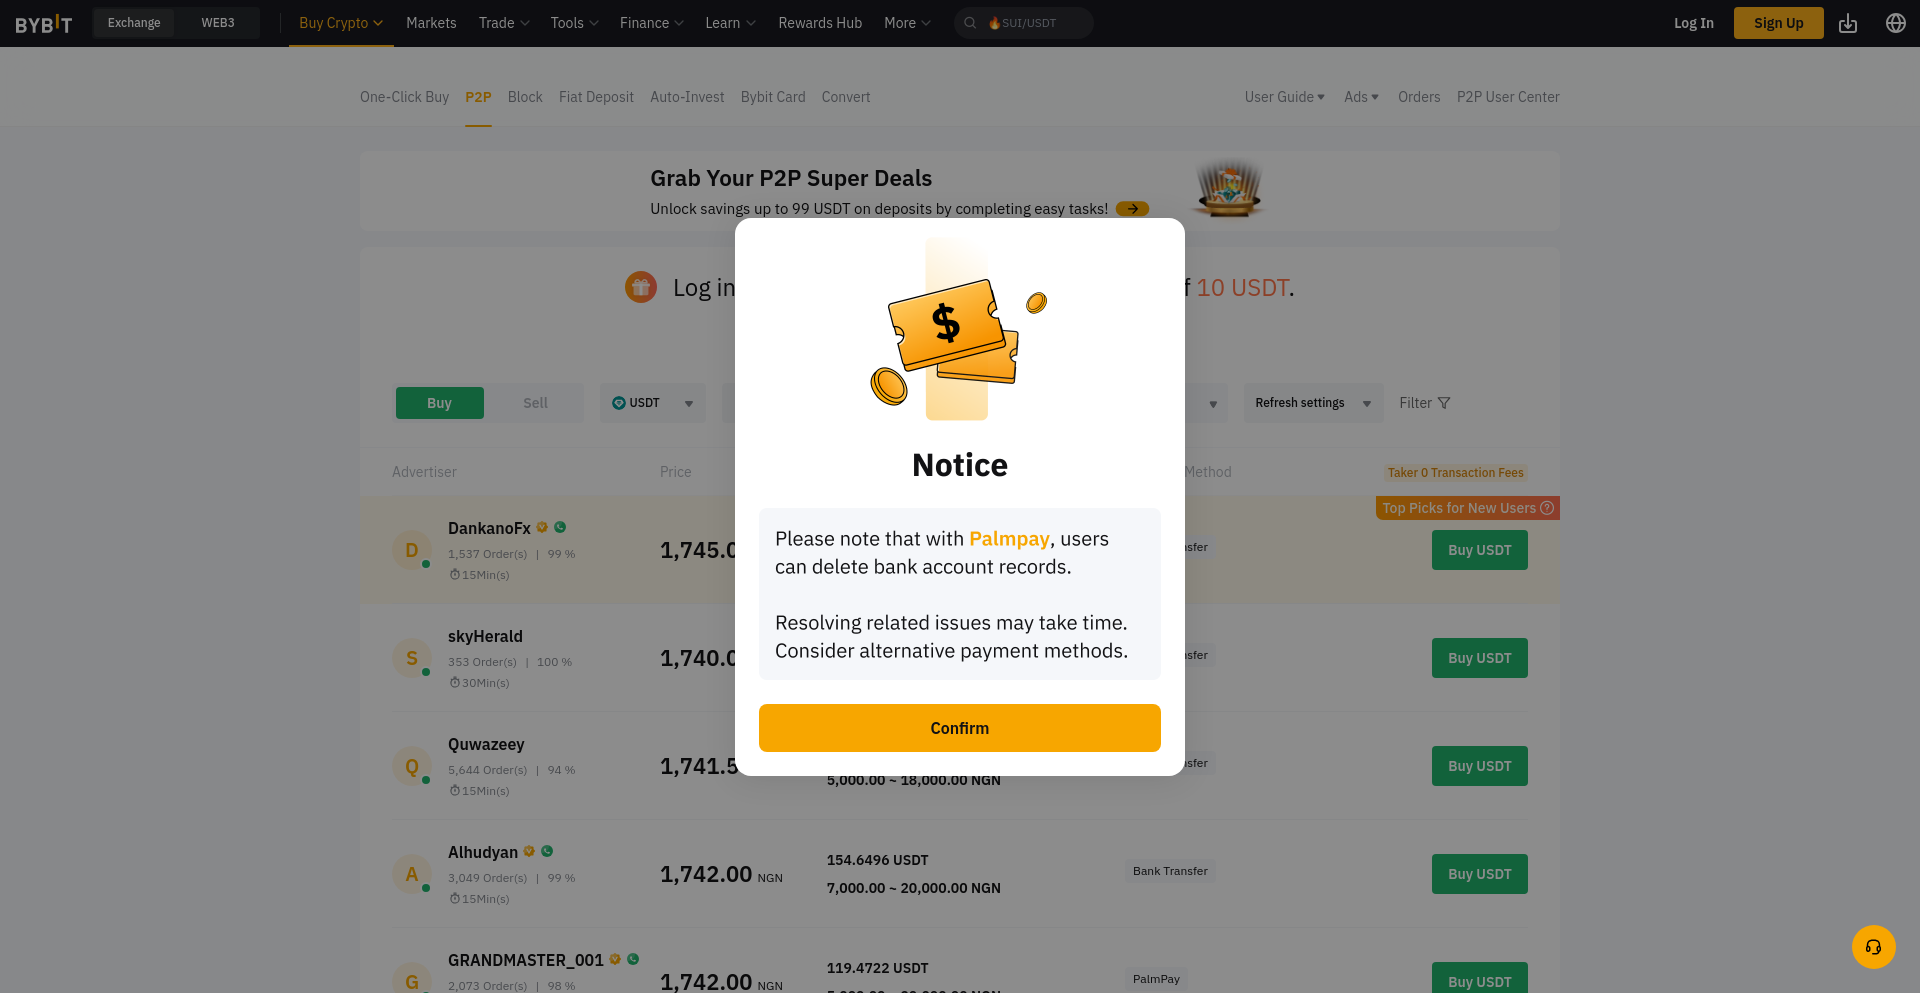 BYBIT
Exchange
WEB3
Buy Crypto
Markets
Trade
Tools
Finance
Learn
Rewards Hub
More
SUI/USDT
Log In
Sign Up
One-Click Buy
P2P
Block
Fiat Deposit
Auto-Invest
Bybit Card
Convert
User Guide
Ads
Orders
P2P User Center
Grab Your P2P Super Deals
Unlock savings up to 99 USDT on deposits by completing easy tasks!
Log in
10 USDT.
Buy
Sell
USDT
Refresh settings
Filter
Advertiser
Price
Method
Taker 0 Transaction Fees
Top Picks for New Users
D
DankanoFx
1,537 Order(s) | 99 %
15Min(s)
1,745.0
sfer
Buy USDT
S
skyHerald
353 Order(s) | 100 %
30Min(s)
1,740.0
sfer
Buy USDT
Q
Quwazeey
5,644 Order(s) | 94 %
15Min(s)
1,741.5
5,000.00 ~ 18,000.00 NGN
sfer
Buy USDT
A
Alhudyan
3,049 Order(s) | 99 %
15Min(s)
1,742.00 NGN
154.6496 USDT
7,000.00 ~ 20,000.00 NGN
Bank Transfer
Buy USDT
G
GRANDMASTER_001
2,073 Order(s) | 98 %
1,742.00 NGN
119.4722 USDT
PalmPay
Buy USDT
$
Notice
Please note that with Palmpay, users
can delete bank account records.
Resolving related issues may take time.
Consider alternative payment methods.
Confirm